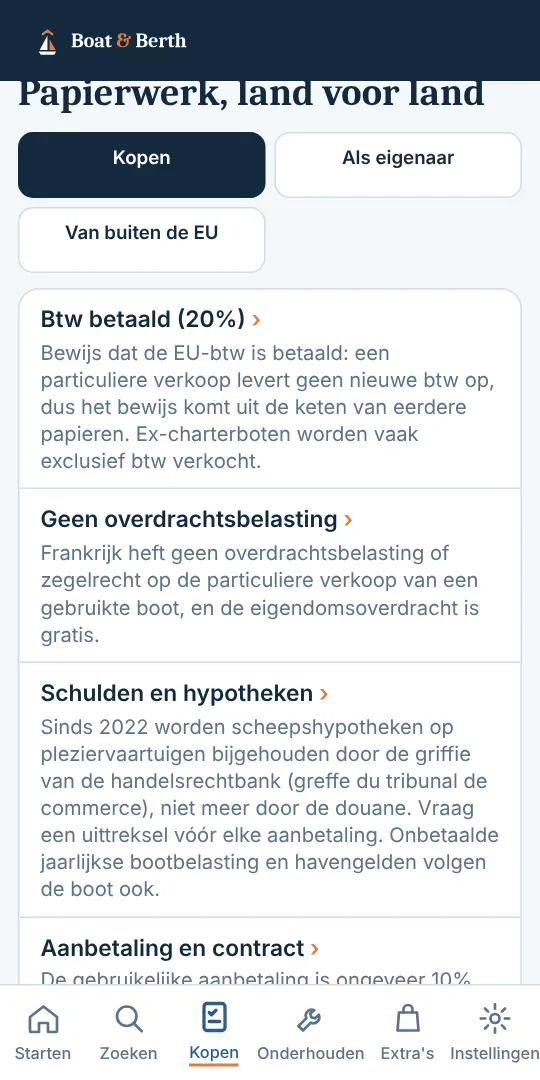 Boat & Berth
Papierwerk, land voor land
Kopen
Als eigenaar
Van buiten de EU
Btw betaald (20%) ›
Bewijs dat de EU-btw is betaald: een
particuliere verkoop levert geen nieuwe btw op,
dus het bewijs komt uit de keten van eerdere
papieren. Ex-charterboten worden vaak
exclusief btw verkocht.
Geen overdrachtsbelasting ›
Frankrijk heft geen overdrachtsbelasting of
zegelrecht op de particuliere verkoop van een
gebruikte boot, en de eigendomsoverdracht is
gratis.
Schulden en hypotheken ›
Sinds 2022 worden scheepshypotheken op
pleziervaartuigen bijgehouden door de griffie
van de handelsrechtbank (greffe du tribunal de
commerce), niet meer door de douane. Vraag
een uittreksel vóór elke aanbetaling. Onbetaalde
jaarlijkse bootbelasting en havengelden volgen
de boot ook.
Aanbetaling en contract ›
De gebruikelijke aanbetaling is ongeveer 10%
Starten
Zoeken
Kopen
Onderhouden
Extra's
Instellingen